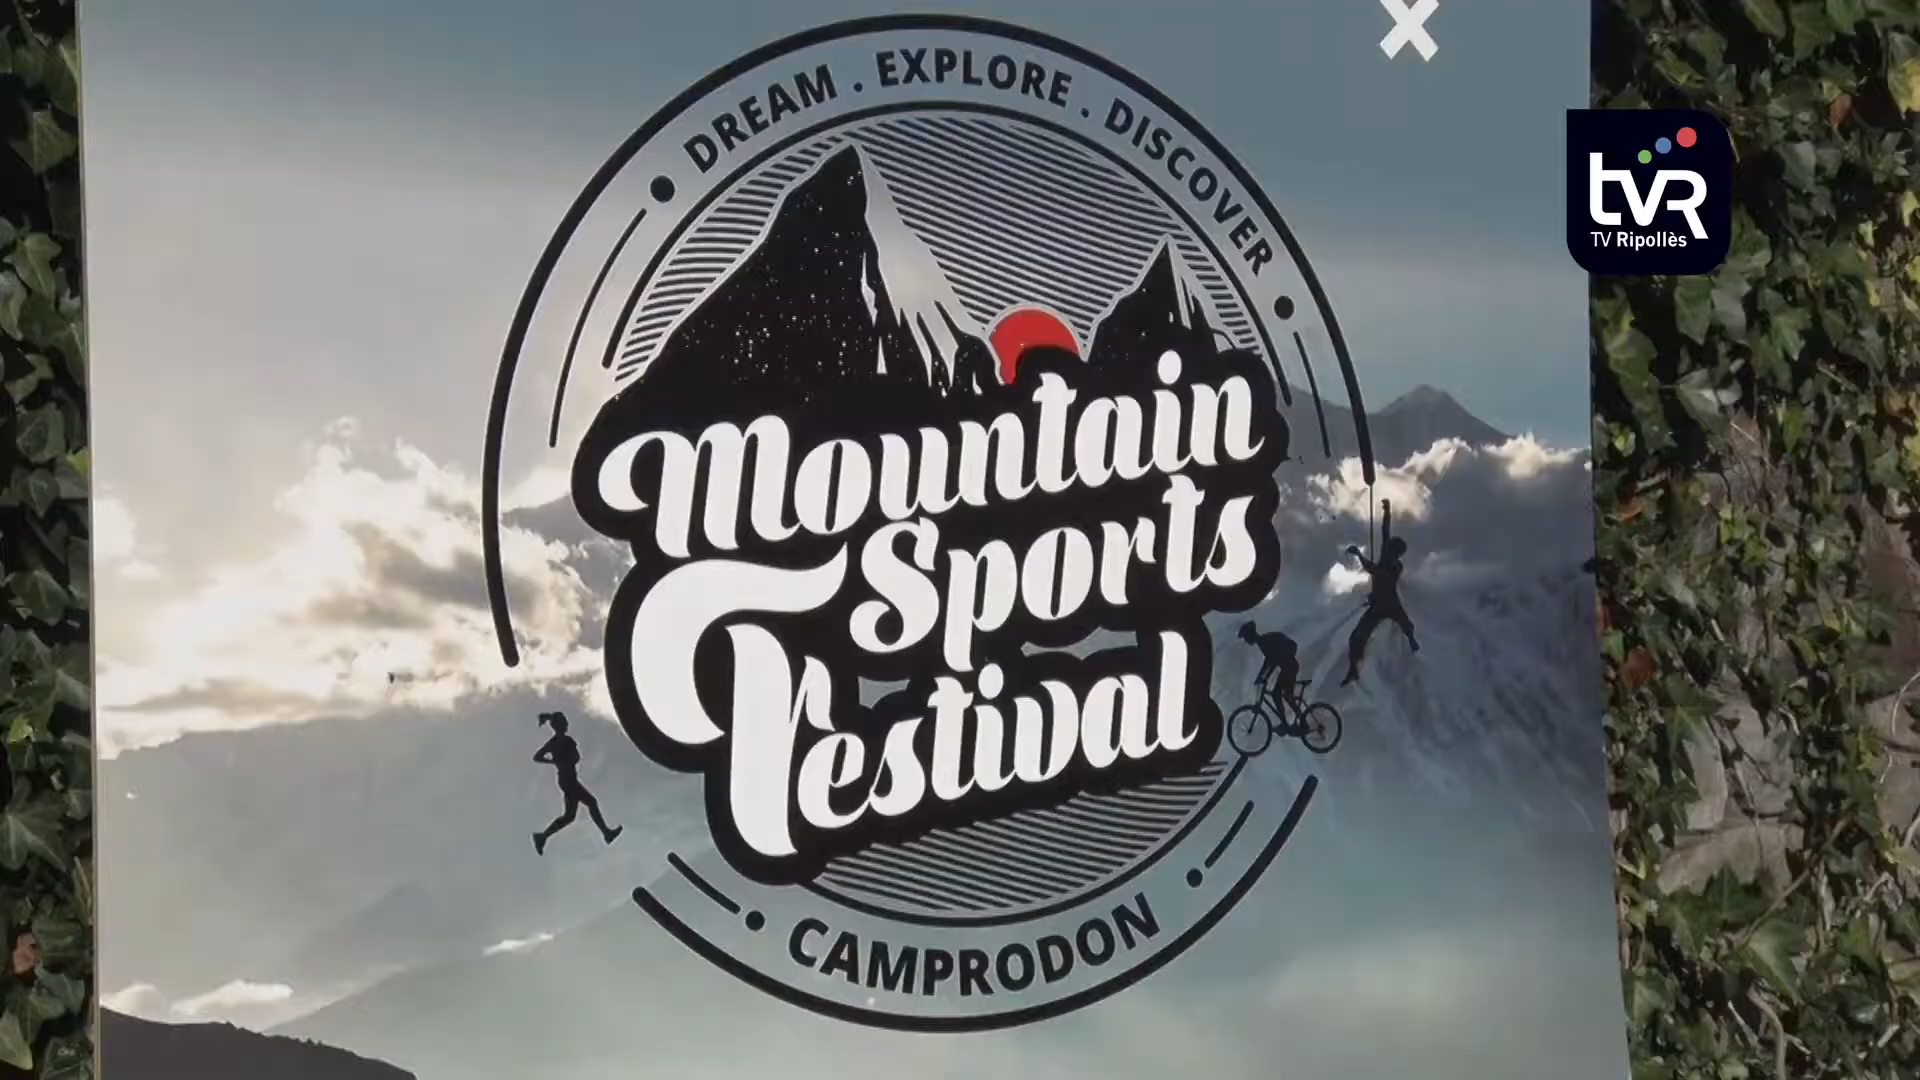 DREAM . EXPLORE . DISCOVER
tvR
TV Ripollès
Mountain
Sports
Festival
CAMPRODON